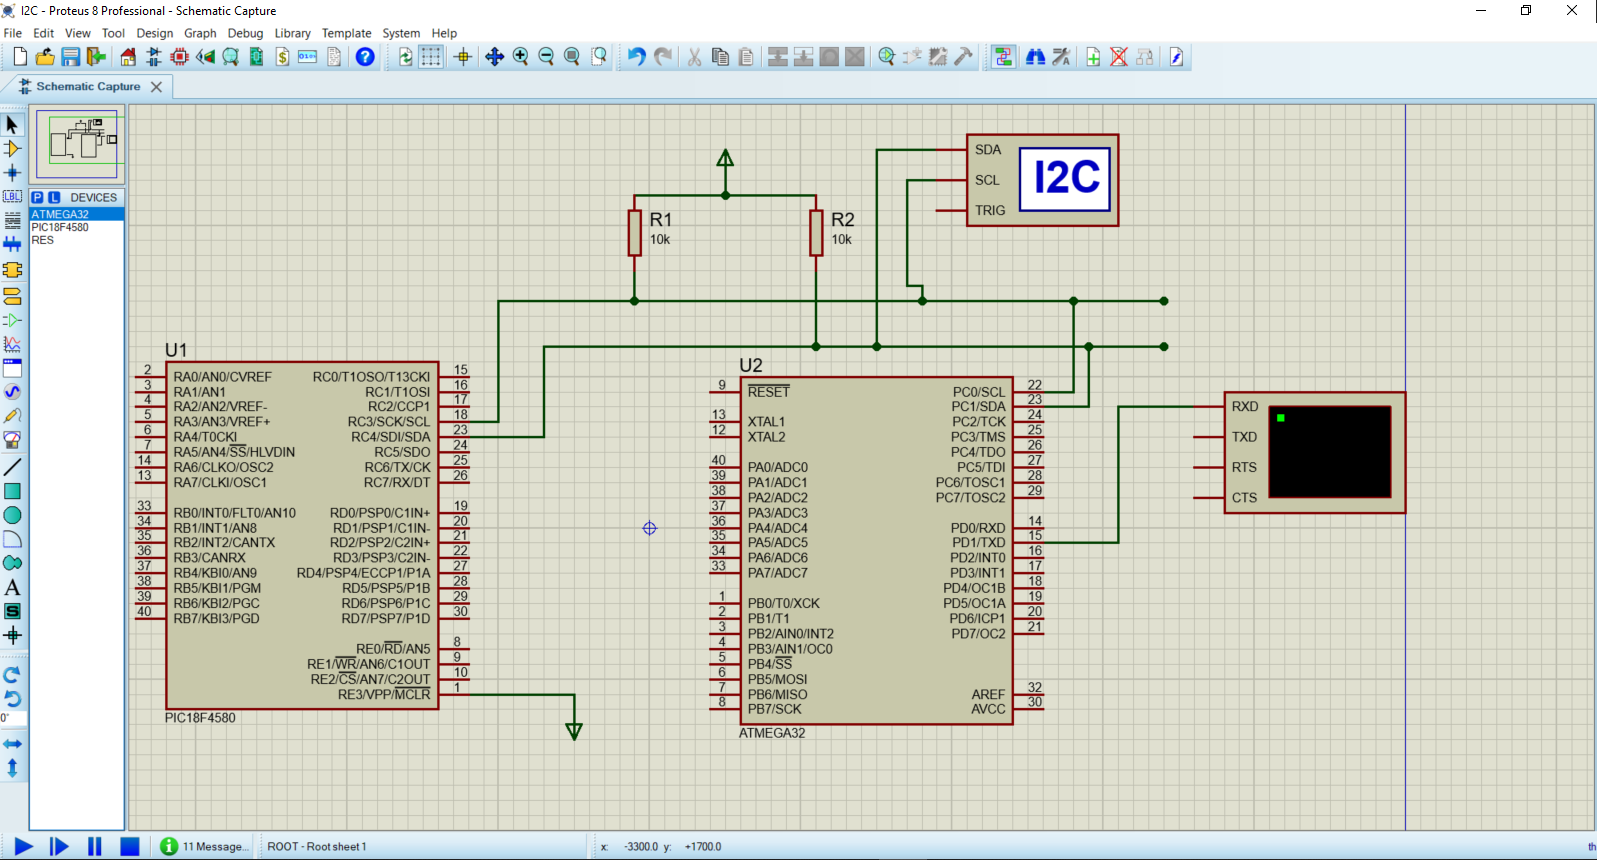 I2C - Proteus 8 Professional - Schematic Capture
File Edit View Tool Design Graph Debug Library Template System Help
Schematic Capture
P L DEVICES
ATMEGA32
PIC18F4580
RES
LBL
A
S
0°
SDA
SCL
TRIG
I2C
R1
10k
R2
10k
U1
2 RA0/AN0/CVREF RC0/T1OSO/T13CKI 15
3 RA1/AN1 RC1/T1OSI 16
4 RA2/AN2/VREF- RC2/CCP1 17
5 RA3/AN3/VREF+ RC3/SCK/SCL 18
6 RA4/T0CKI RC4/SDI/SDA 23
7 RA5/AN4/SS/HLVDIN RC5/SDO 24
14 RA6/CLKO/OSC2 RC6/TX/CK 25
13 RA7/CLKI/OSC1 RC7/RX/DT 26
33 RB0/INT0/FLT0/AN10 RD0/PSP0/C1IN+ 19
34 RB1/INT1/AN8 RD1/PSP1/C1IN- 20
35 RB2/INT2/CANTX RD2/PSP2/C2IN+ 21
36 RB3/CANRX RD3/PSP3/C2IN- 22
37 RB4/KBI0/AN9 RD4/PSP4/ECCP1/P1A 27
38 RB5/KBI1/PGM RD5/PSP5/P1B 28
39 RB6/KBI2/PGC RD6/PSP6/P1C 29
40 RB7/KBI3/PGD RD7/PSP7/P1D 30
RE0/RD/AN5 8
RE1/WR/AN6/C1OUT 9
RE2/CS/AN7/C2OUT 10
RE3/VPP/MCLR 1
PIC18F4580
U2
9 RESET PC0/SCL 22
PC1/SDA 23
13 XTAL1 PC2/TCK 24
12 XTAL2 PC3/TMS 25
PC4/TDO 26
40 PA0/ADC0 PC5/TDI 27
39 PA1/ADC1 PC6/TOSC1 28
38 PA2/ADC2 PC7/TOSC2 29
37 PA3/ADC3
36 PA4/ADC4 PD0/RXD 14
35 PA5/ADC5 PD1/TXD 15
34 PA6/ADC6 PD2/INT0 16
33 PA7/ADC7 PD3/INT1 17
PD4/OC1B 18
1 PB0/T0/XCK PD5/OC1A 19
2 PB1/T1 PD6/ICP1 20
3 PB2/AIN0/INT2 PD7/OC2 21
4 PB3/AIN1/OC0
5 PB4/SS
6 PB5/MOSI
7 PB6/MISO AREF 32
8 PB7/SCK AVCC 30
ATMEGA32
RXD
TXD
RTS
CTS
11 Message... ROOT - Root sheet 1 x: -3300.0 y: +1700.0 th